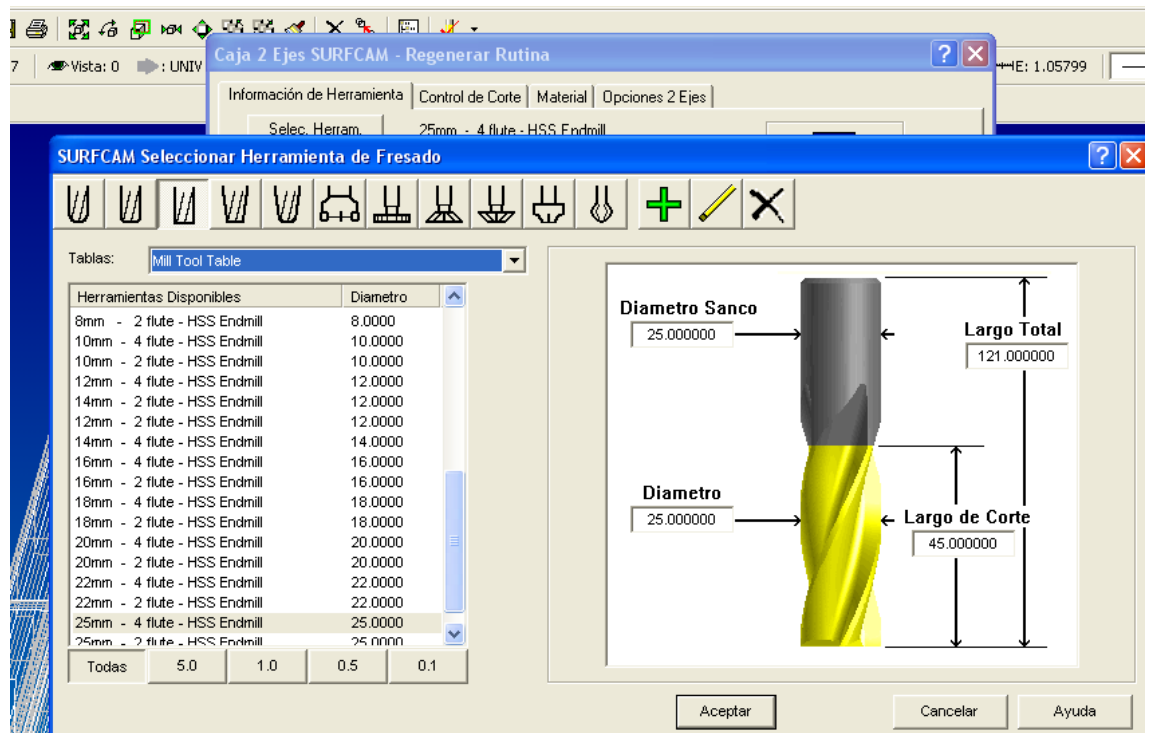 7 Vista: 0 : UNIV
E: 1.05799
Caja 2 Ejes SURFCAM - Regenerar Rutina
Información de Herramienta Control de Corte Material Opciones 2 Ejes
Selec. Herram. 25mm - 4 flute - HSS Endmill
SURFCAM Seleccionar Herramienta de Fresado
Tablas: Mill Tool Table
Herramientas Disponibles Diametro
8mm - 2 flute - HSS Endmill 8.0000
10mm - 4 flute - HSS Endmill 10.0000
10mm - 2 flute - HSS Endmill 10.0000
12mm - 4 flute - HSS Endmill 12.0000
14mm - 2 flute - HSS Endmill 12.0000
12mm - 2 flute - HSS Endmill 12.0000
14mm - 4 flute - HSS Endmill 14.0000
16mm - 4 flute - HSS Endmill 16.0000
16mm - 2 flute - HSS Endmill 16.0000
18mm - 4 flute - HSS Endmill 18.0000
18mm - 2 flute - HSS Endmill 18.0000
20mm - 4 flute - HSS Endmill 20.0000
20mm - 2 flute - HSS Endmill 20.0000
22mm - 4 flute - HSS Endmill 22.0000
22mm - 2 flute - HSS Endmill 22.0000
25mm - 4 flute - HSS Endmill 25.0000
25mm - 2 flute - HSS Endmill 25.0000
Todas 5.0 1.0 0.5 0.1
Diametro Sanco
25.000000
Largo Total
121.000000
Diametro
25.000000
Largo de Corte
45.000000
Aceptar Cancelar Ayuda